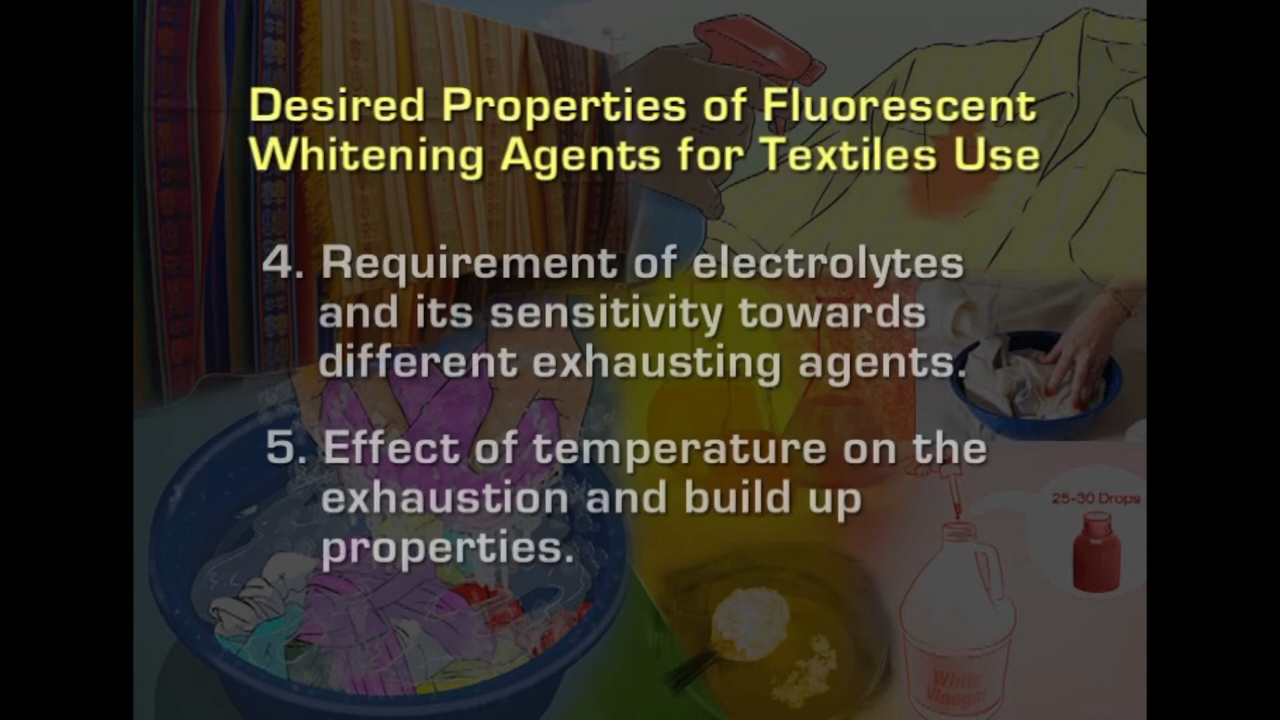 Desired Properties of Fluorescent
Whitening Agents for Textiles Use
4. Requirement of electrolytes
and its sensitivity towards
different exhausting agents.
5. Effect of temperature on the
exhaustion and build up
properties.
25-30 Drops
White
Vinegar